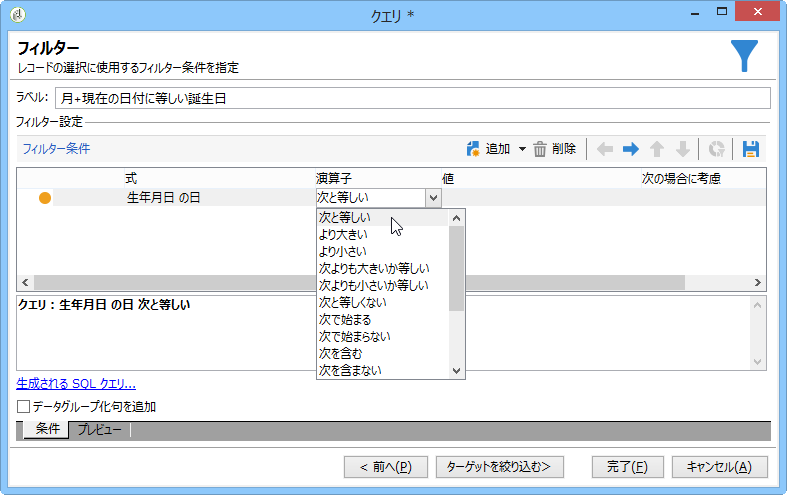 クエリ *
フィルター
レコードの選択に使用するフィルター条件を指定
ラベル: 月+現在の日付に等しい誕生日
フィルター設定
フィルター条件 追加 削除
式 演算子 値 次の場合に考慮
生年月日 の日 次と等しい
次と等しい
より大きい
より小さい
次よりも大きいか等しい
次よりも小さいか等しい
次と等しくない
次で始まる
次で始まらない
次を含む
次を含まない
クエリ : 生年月日 の日 次と等しい
生成される SQL クエリ...
データグループ化句を追加
条件 プレビュー
< 前へ(P) ターゲットを絞り込む> 完了(F) キャンセル(A)